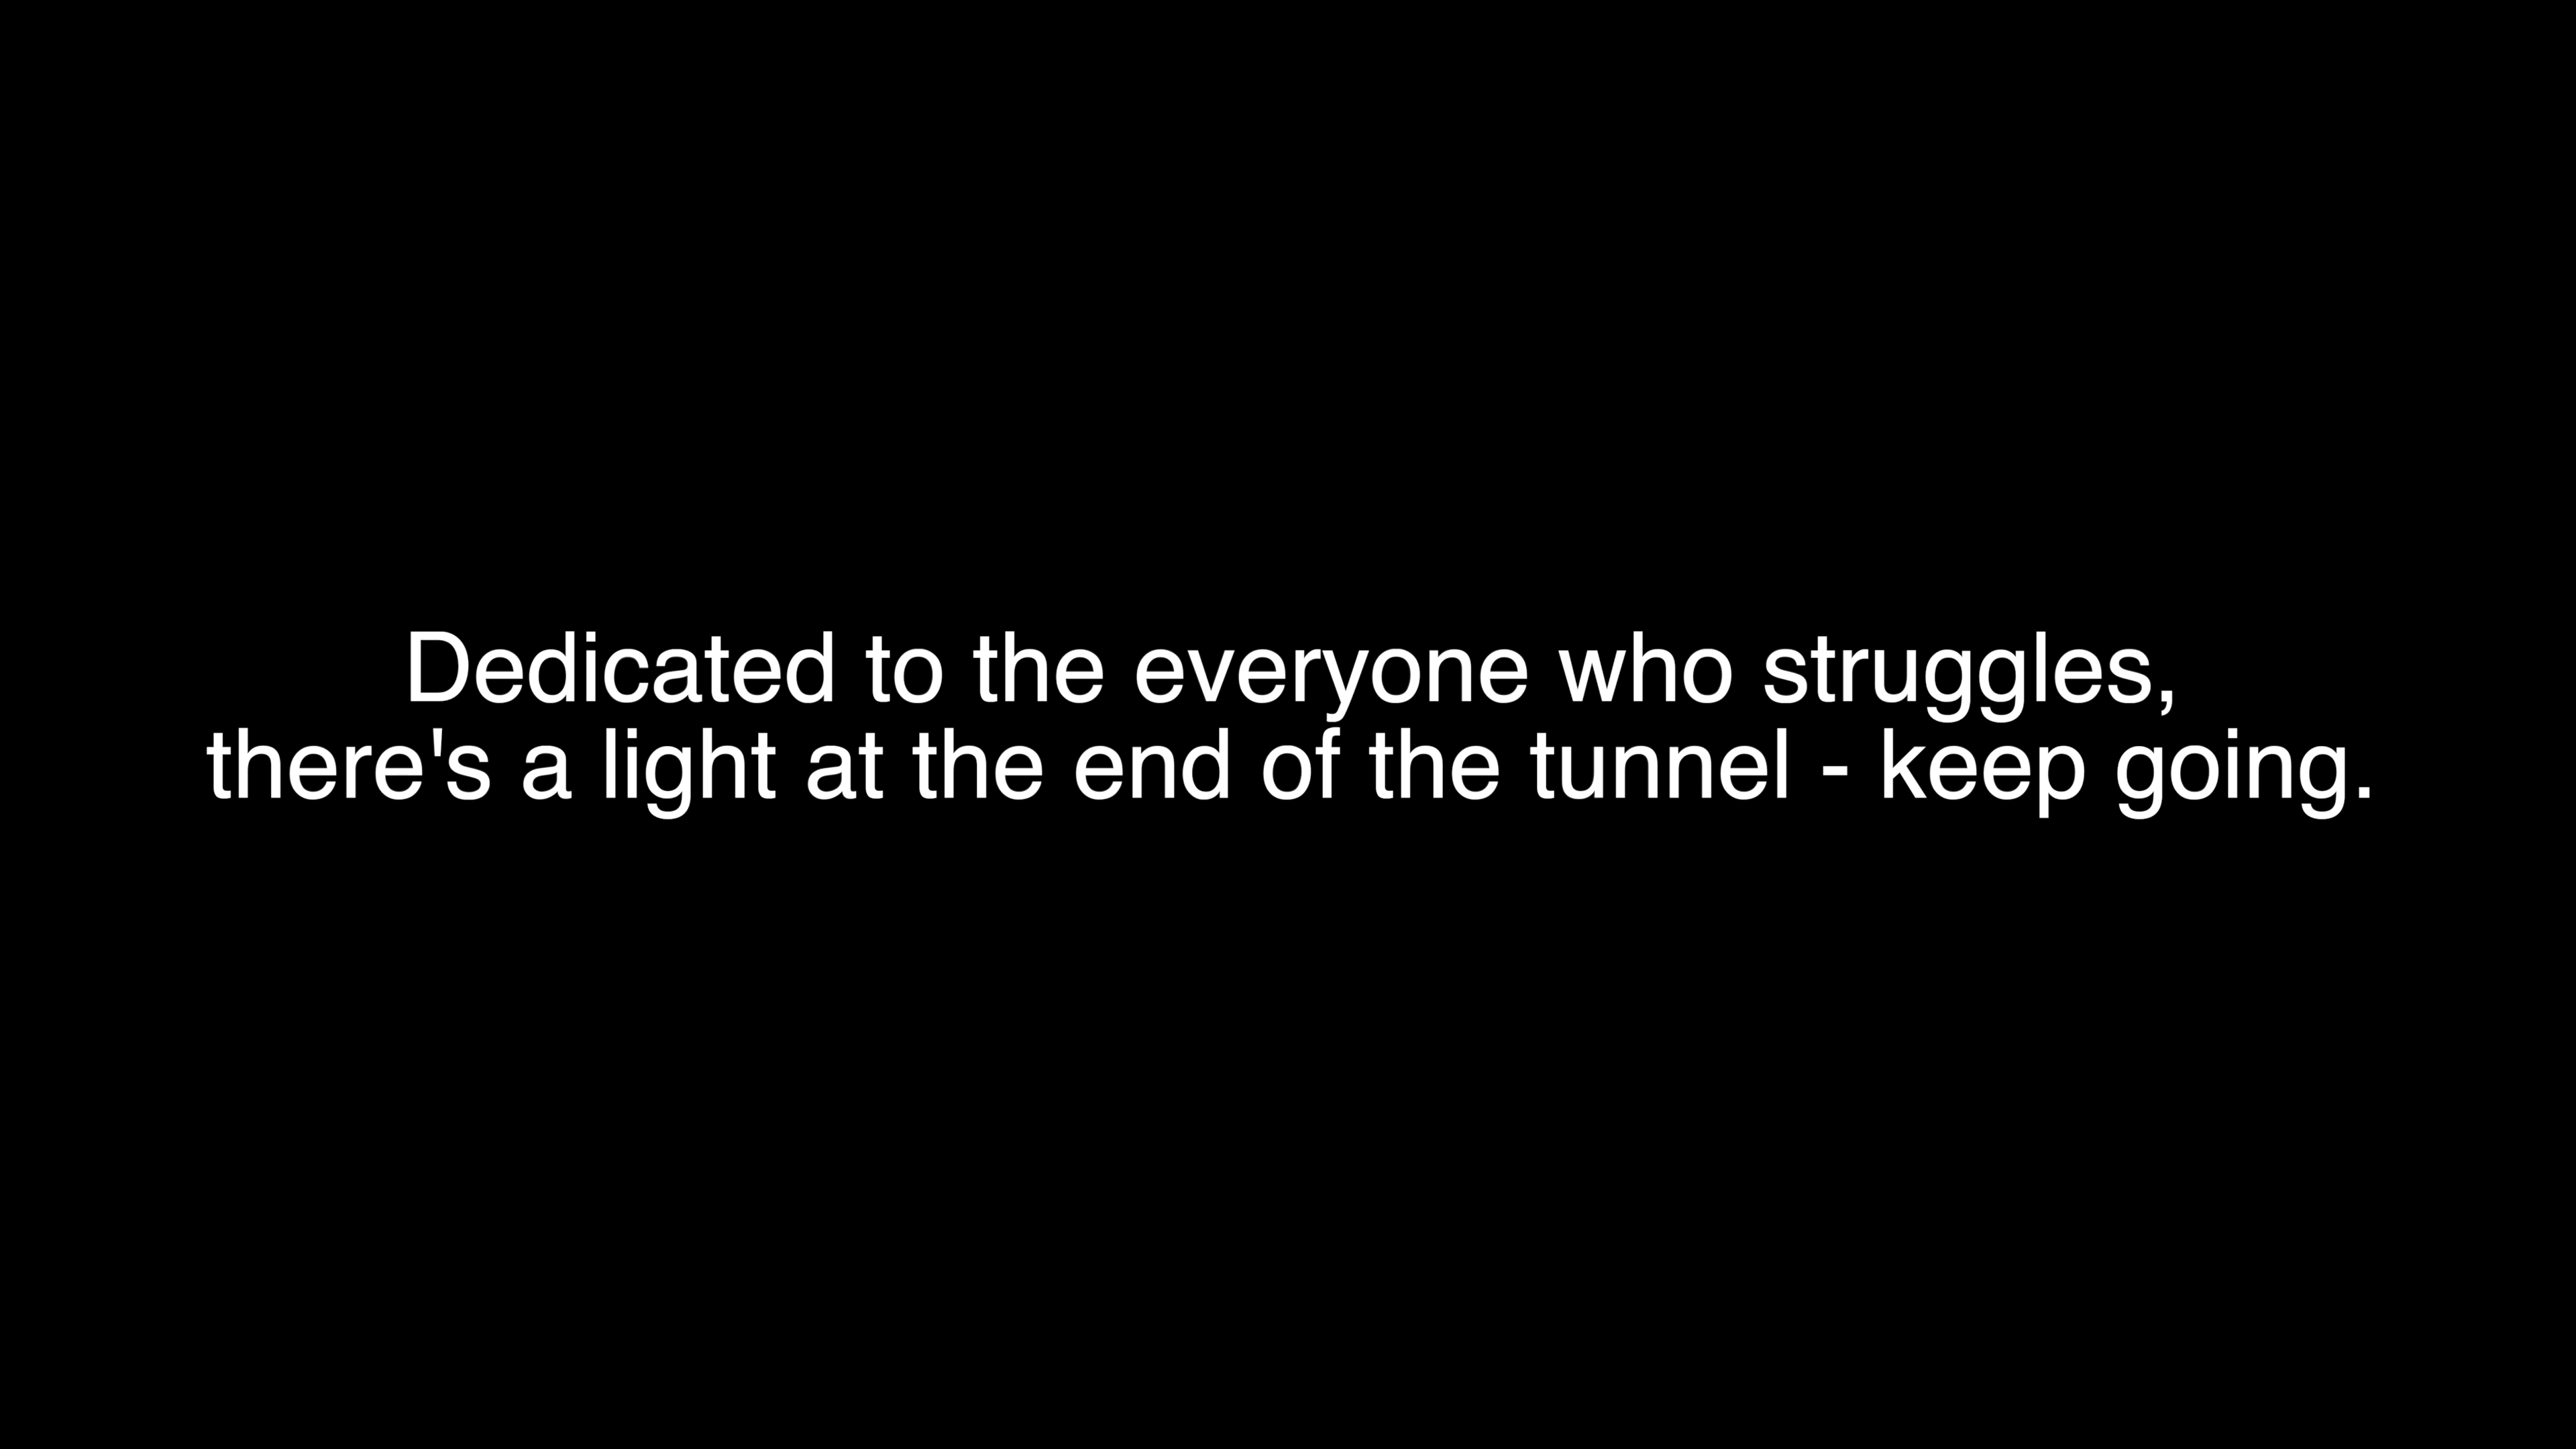 Dedicated to the everyone who struggles,
there's a light at the end of the tunnel - keep going.